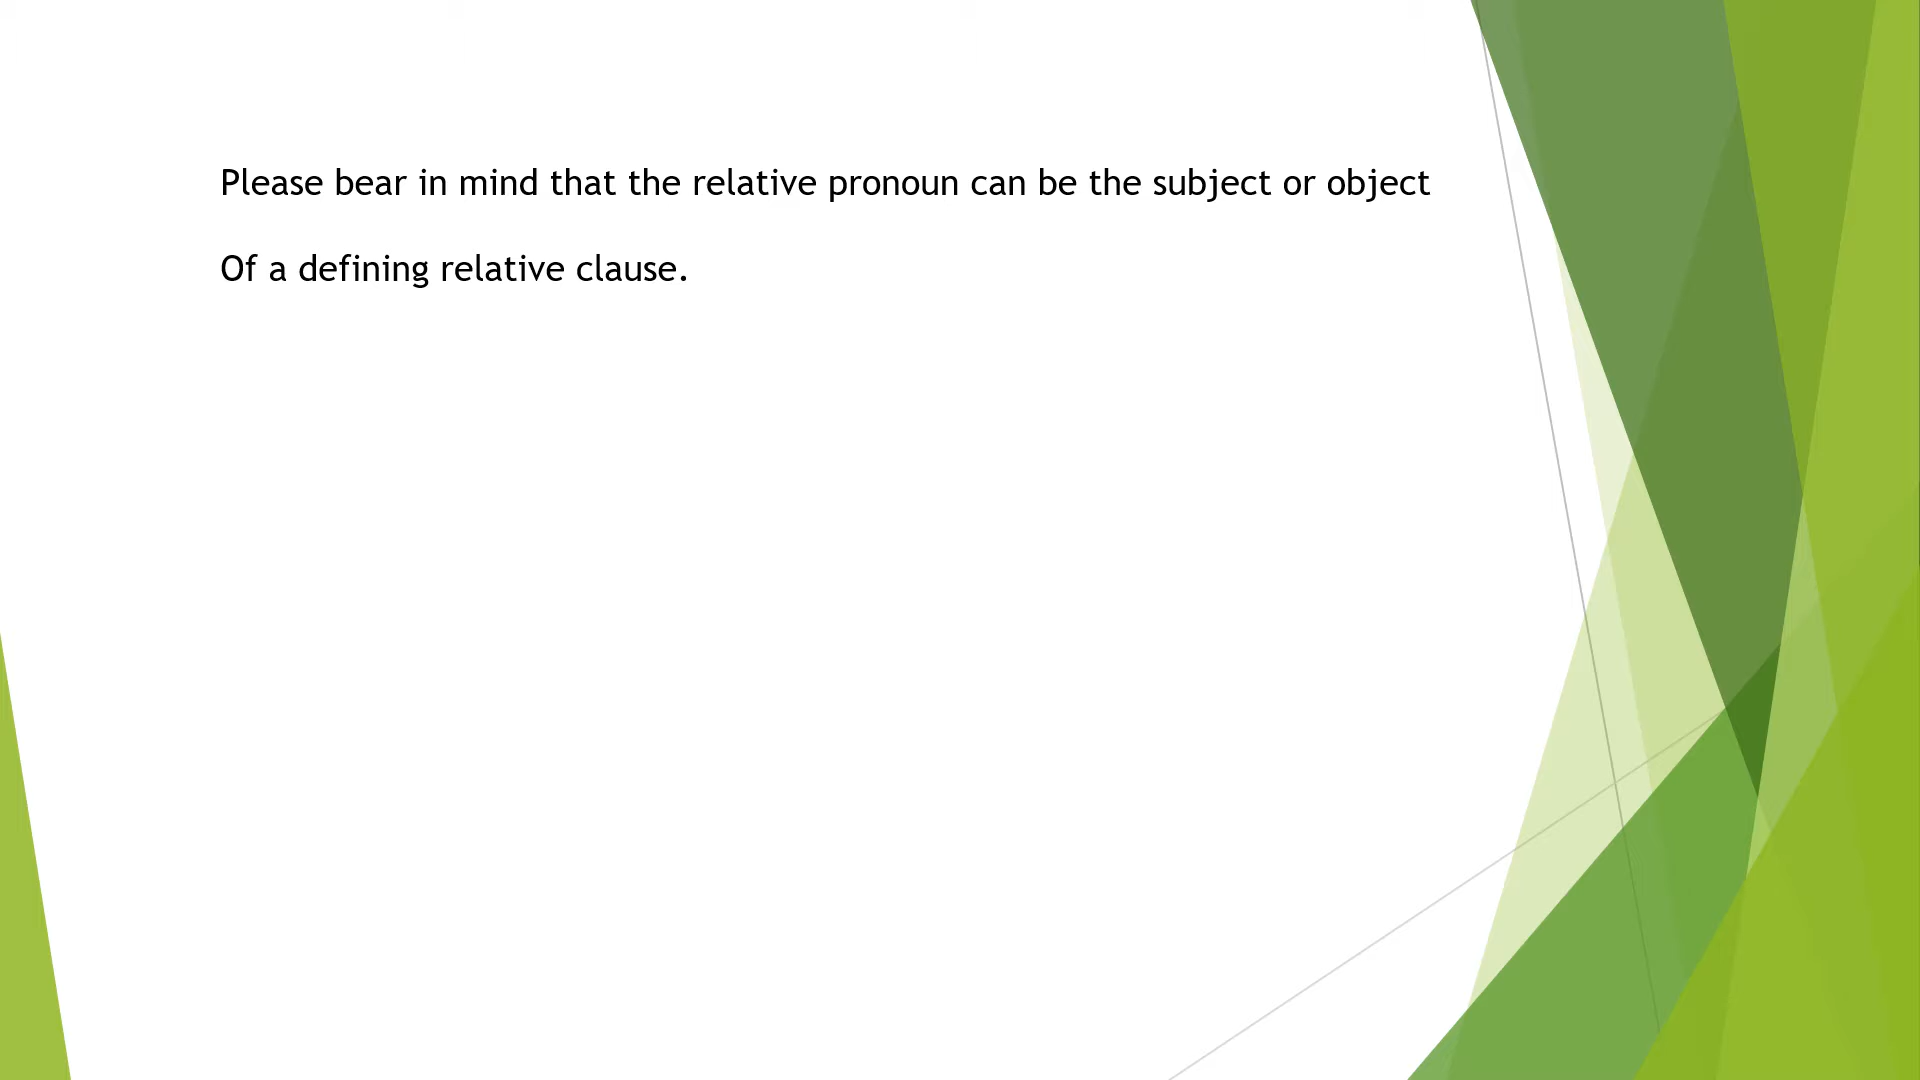 Please bear in mind that the relative pronoun can be the subject or object
Of a defining relative clause.